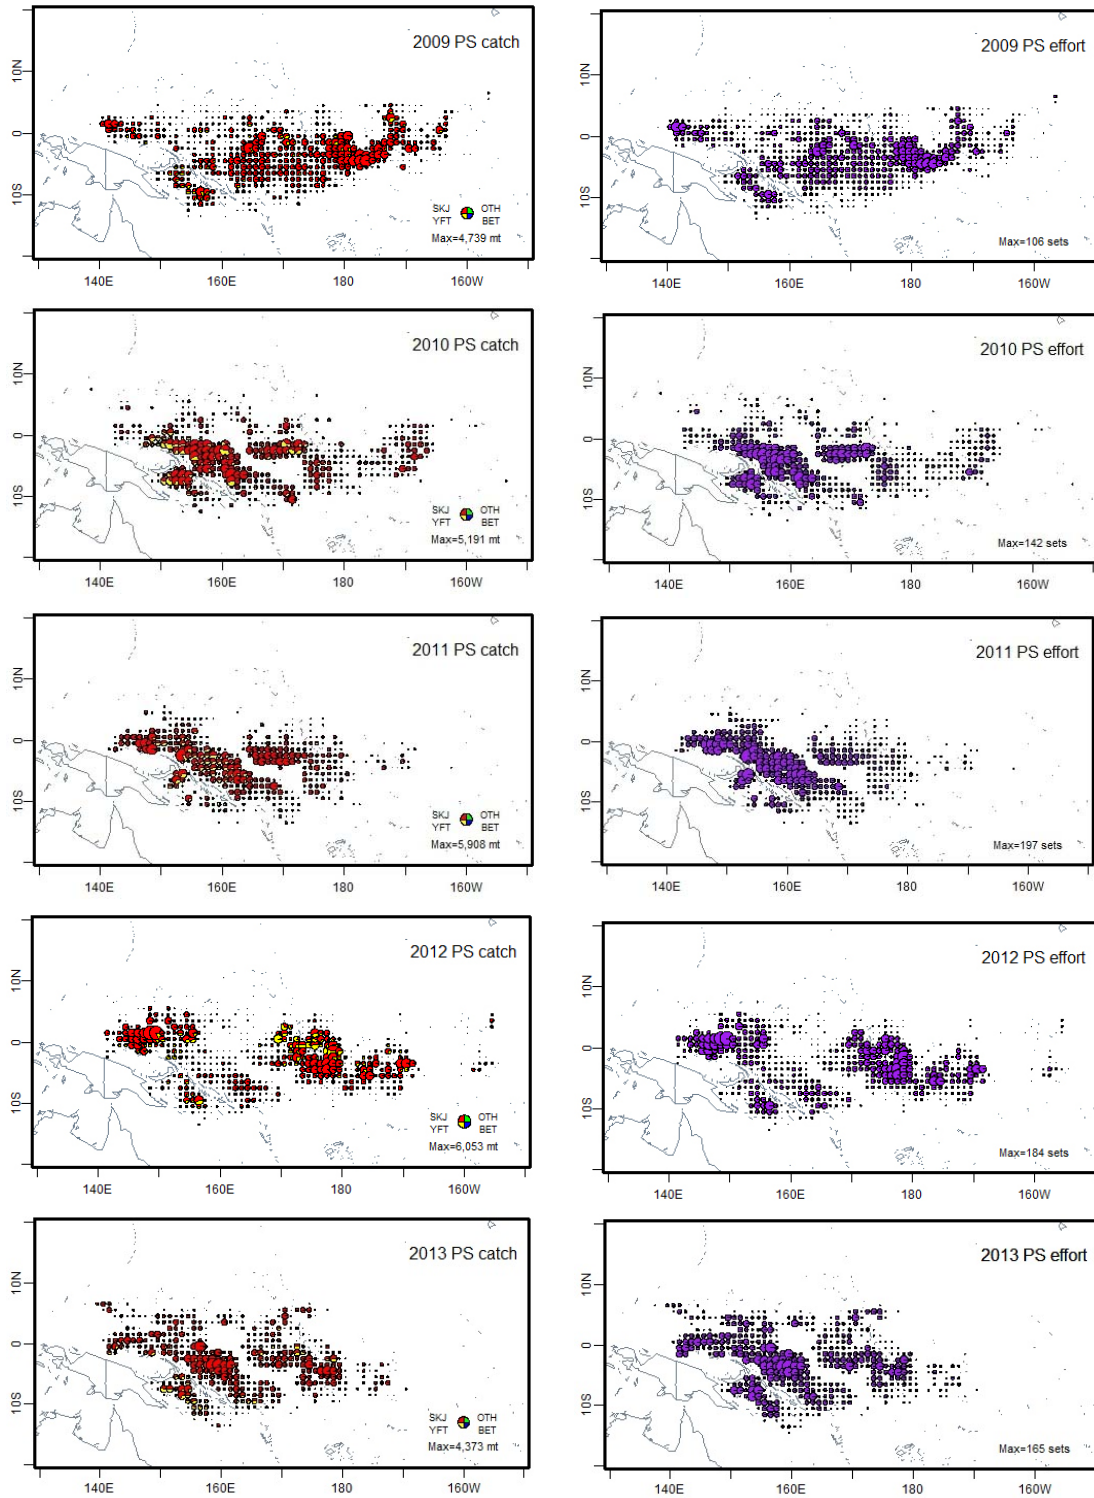 2009 PS catch
10N
0
10S
SKJ OTH
YFT BET
Max=4,739 mt
140E 160E 180 160W
2009 PS effort
10N
0
10S
Max=106 sets
140E 160E 180 160W
2010 PS catch
10N
0
10S
SKJ OTH
YFT BET
Max=5,191 mt
140E 160E 180 160W
2010 PS effort
10N
0
10S
Max=142 sets
140E 160E 180 160W
2011 PS catch
10N
0
10S
SKJ OTH
YFT BET
Max=5,908 mt
140E 160E 180 160W
2011 PS effort
10N
0
10S
Max=197 sets
140E 160E 180 160W
2012 PS catch
10N
0
10S
SKJ OTH
YFT BET
Max=6,053 mt
140E 160E 180 160W
2012 PS effort
10N
0
10S
Max=184 sets
140E 160E 180 160W
2013 PS catch
10N
0
10S
SKJ OTH
YFT BET
Max=4,373 mt
140E 160E 180 160W
2013 PS effort
10N
0
10S
Max=165 sets
140E 160E 180 160W